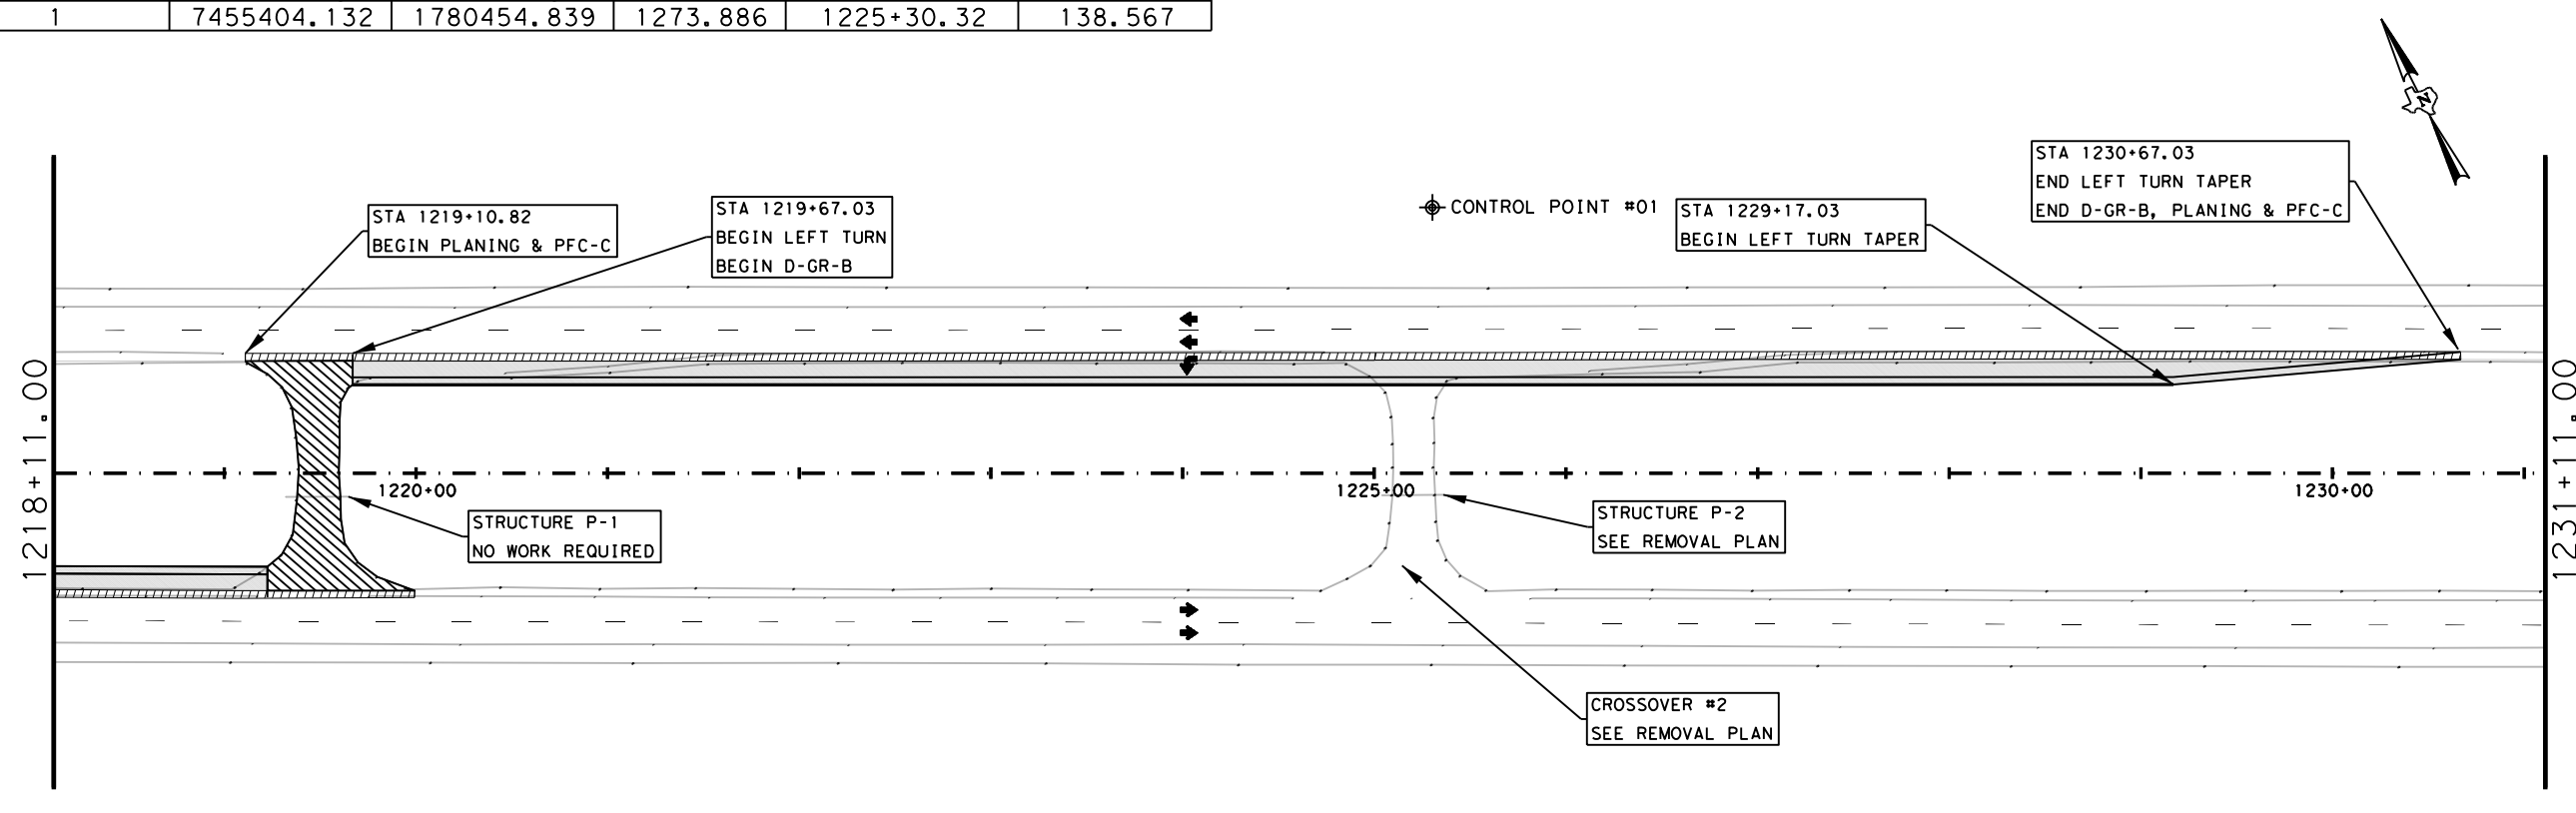 1 7455404.132 1780454.839 1273.886 1225+30.32 138.567
N
STA 1230+67.03
END LEFT TURN TAPER
END D-GR-B, PLANING & PFC-C
STA 1219+10.82
BEGIN PLANING & PFC-C
STA 1219+67.03
BEGIN LEFT TURN
BEGIN D-GR-B
CONTROL POINT #01
STA 1229+17.03
BEGIN LEFT TURN TAPER
1218+11.00
1231+11.00
1220+00
1225+00
1230+00
STRUCTURE P-1
NO WORK REQUIRED
STRUCTURE P-2
SEE REMOVAL PLAN
CROSSOVER #2
SEE REMOVAL PLAN